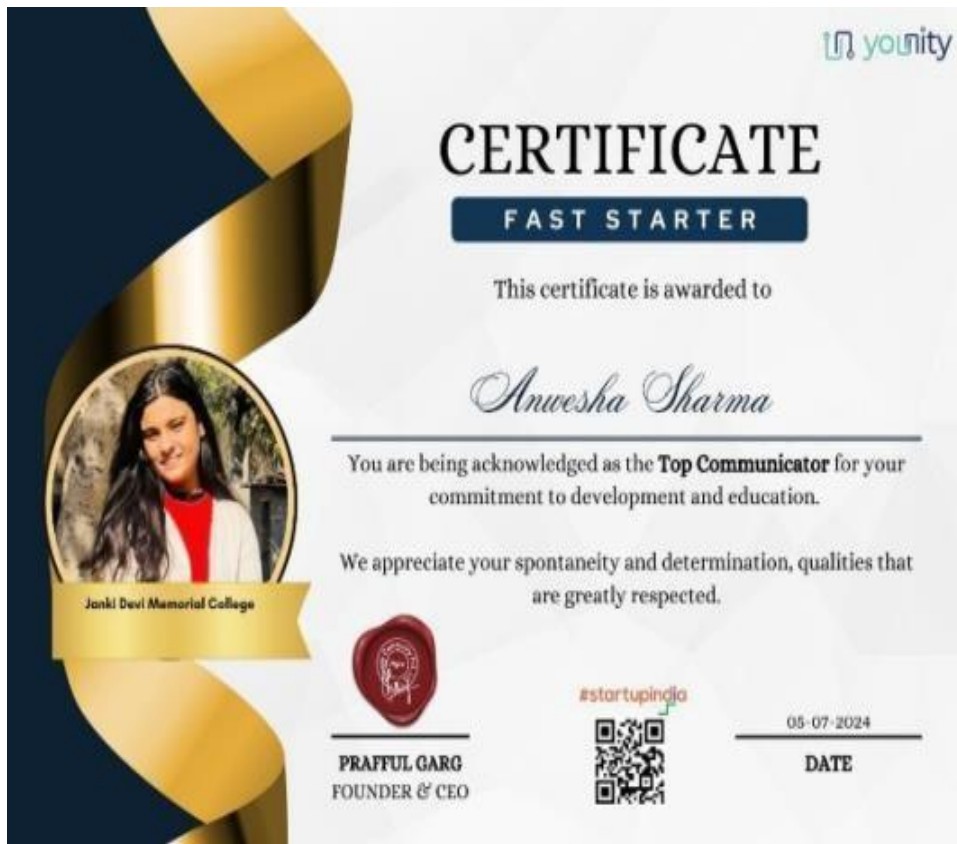 younity
CERTIFICATE
FAST STARTER
This certificate is awarded to
Anwesha Sharma
You are being acknowledged as the Top Communicator for your
commitment to development and education.
We appreciate your spontaneity and determination, qualities that
are greatly respected.
Janki Devi Memorial College
#startupindia
05-07-2024
PRAFFUL GARG
FOUNDER & CEO
DATE